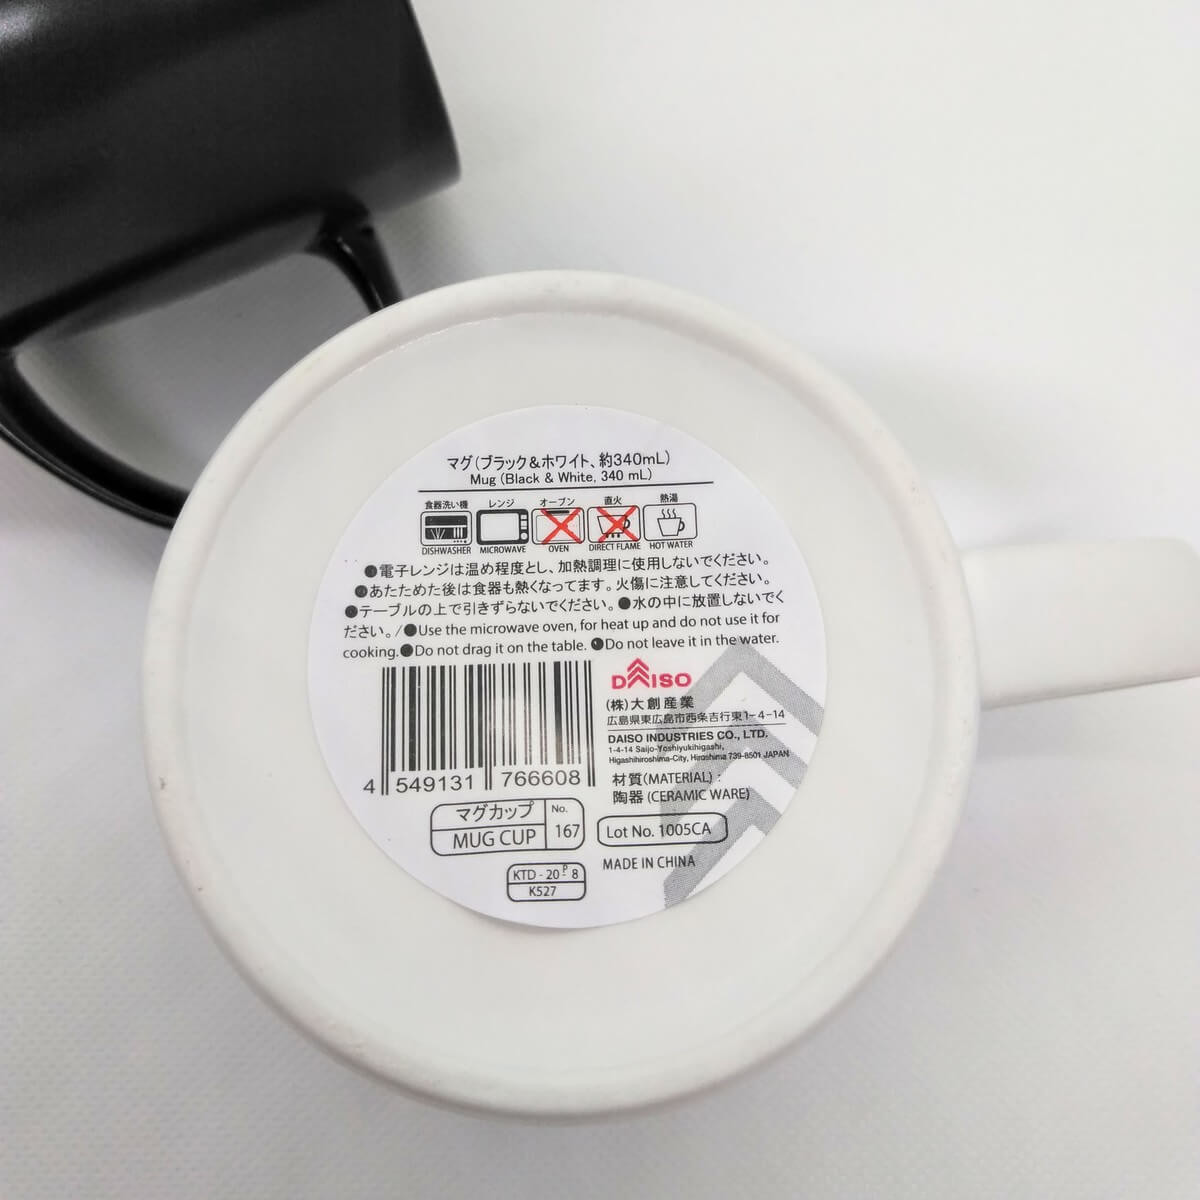 マグ(ブラック&ホワイト、約340mL)
Mug (Black & White, 340 mL)
食器洗い機 レンジ オーブン 直火 熱湯
DISHWASHER MICROWAVE OVEN DIRECT FLAME HOT WATER
●電子レンジは温め程度とし、加熱調理に使用しないでください。
●あたためた後は食器も熱くなってます。火傷に注意してください。
●テーブルの上で引きずらないでください。●水の中に放置しないでく
ださい。/●Use the microwave oven, for heat up and do not use it for
cooking.●Do not drag it on the table. ●Do not leave it in the water.
DAISO
(株)大創産業
広島県東広島市西条吉行東1-4-14
DAISO INDUSTRIES CO., LTD.
1-4-14 Saijo-Yoshiyukihigashi,
Higashihiroshima-City, Hiroshima 739-8501 JAPAN
材質(MATERIAL) :
陶器 (CERAMIC WARE)
4 549131 766608
マグカップ No.
MUG CUP 167
Lot No. 1005CA
MADE IN CHINA
KTD - 20 P - 8
K527